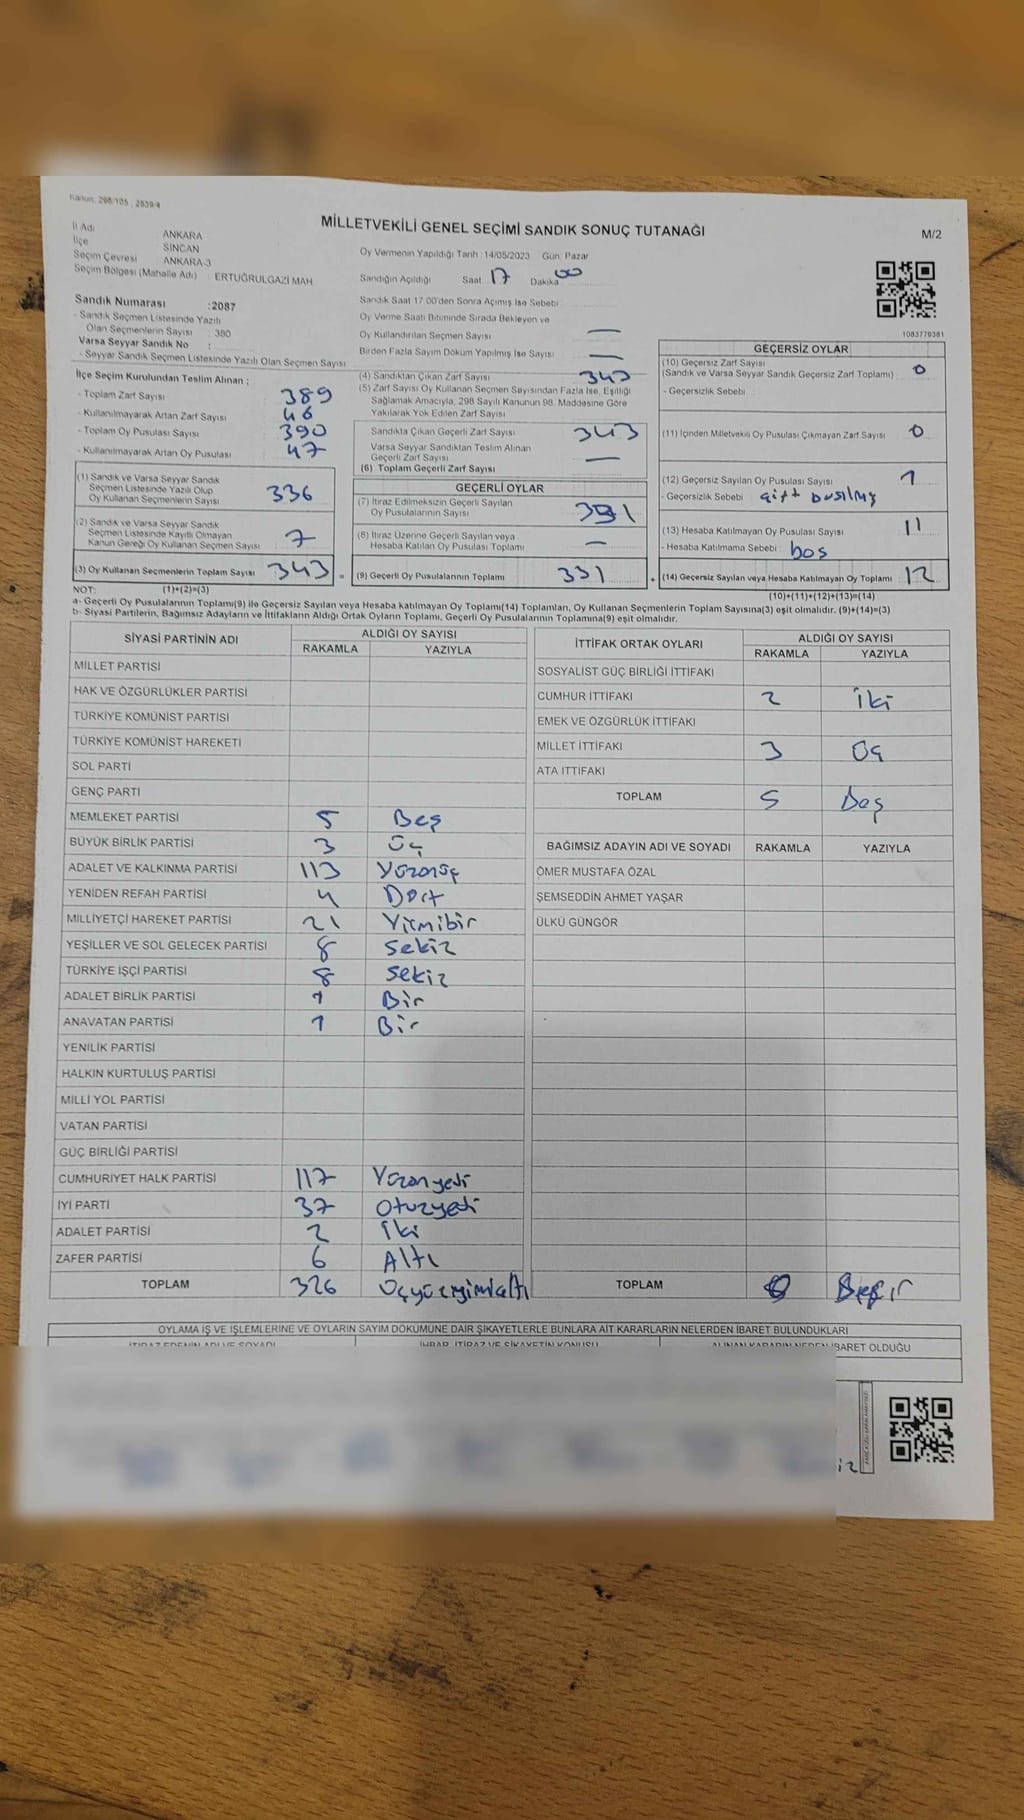 Kanun: 298/105 , 2839/4
MİLLETVEKİLİ GENEL SEÇİMİ SANDIK SONUÇ TUTANAĞI
M/2
İl Adı ANKARA
İlçe SİNCAN
Seçim Çevresi ANKARA-3
Seçim Bölgesi (Mahalle Adı) : ERTUĞRULGAZİ MAH.
Oy Vermenin Yapıldığı Tarih :14/05/2023 Gün: Pazar
Sandığın Açıldığı Saat 17 Dakika 00
Sandık Saat 17:00'den Sonra Açılmış İse Sebebi
Oy Verme Saati Bitiminde Sırada Bekleyen ve
Oy Kullandırılan Seçmen Sayısı —
Birden Fazla Sayım Döküm Yapılmış İse Sayısı —
1083779381
Sandık Numarası :2087
- Sandık Seçmen Listesinde Yazılı
Olan Seçmenlerin Sayısı : 380
Varsa Seyyar Sandık No :
- Seyyar Sandık Seçmen Listesinde Yazılı Olan Seçmen Sayısı
İlçe Seçim Kurulundan Teslim Alınan ;
- Toplam Zarf Sayısı 389
- Kullanılmayarak Artan Zarf Sayısı 46
- Toplam Oy Pusulası Sayısı 390
- Kullanılmayarak Artan Oy Pusulası 47
(1) Sandık ve Varsa Seyyar Sandık
Seçmen Listesinde Yazılı Olup
Oy Kullanan Seçmenlerin Sayısı 336
(2) Sandık ve Varsa Seyyar Sandık
Seçmen Listesinde Kayıtlı Olmayan
Kanun Gereği Oy Kullanan Seçmen Sayısı 7
(3) Oy Kullanan Seçmenlerin Toplam Sayısı 343 =
(4) Sandıktan Çıkan Zarf Sayısı 343
(5) Zarf Sayısı Oy Kullanan Seçmen Sayısından Fazla İse, Eşitliği
Sağlamak Amacıyla, 298 Sayılı Kanunun 98. Maddesine Göre
Yakılarak Yok Edilen Zarf Sayısı
Sandıkta Çıkan Geçerli Zarf Sayısı 343
Varsa Seyyar Sandıktan Teslim Alınan
Geçerli Zarf Sayısı —
(6) Toplam Geçerli Zarf Sayısı
GEÇERLİ OYLAR
(7) İtiraz Edilmeksizin Geçerli Sayılan
Oy Pusulalarının Sayısı 331
(8) İtiraz Üzerine Geçerli Sayılan veya
Hesaba Katılan Oy Pusulası Toplamı —
(9) Geçerli Oy Pusulalarının Toplamı 331 +
GEÇERSİZ OYLAR
(10) Geçersiz Zarf Sayısı
(Sandık ve Varsa Seyyar Sandık Geçersiz Zarf Toplamı) : 0
- Geçersizlik Sebebi :
(11) İçinden Milletvekili Oy Pusulası Çıkmayan Zarf Sayısı 0
(12) Geçersiz Sayılan Oy Pusulası Sayısı 1
- Geçersizlik Sebebi : çift basılmış
(13) Hesaba Katılmayan Oy Pusulası Sayısı 11
- Hesaba Katılmama Sebebi : boş
(14) Geçersiz Sayılan veya Hesaba Katılmayan Oy Toplamı 12
NOT: (1)+(2)=(3) (10)+(11)+(12)+(13)=(14)
a- Geçerli Oy Pusulalarının Toplamı(9) ile Geçersiz Sayılan veya Hesaba katılmayan Oy Toplamı(14) Toplamları, Oy Kullanan Seçmenlerin Toplam Sayısına(3) eşit olmalıdır. (9)+(14)=(3)
b- Siyasi Partilerin, Bağımsız Adayların ve İttifakların Aldığı Ortak Oyların Toplamı, Geçerli Oy Pusulalarının Toplamına(9) eşit olmalıdır.
SİYASİ PARTİNİN ADI ALDIĞI OY SAYISI
RAKAMLA YAZIYLA
MİLLET PARTİSİ
HAK VE ÖZGÜRLÜKLER PARTİSİ
TÜRKİYE KOMÜNİST PARTİSİ
TÜRKİYE KOMÜNİST HAREKETİ
SOL PARTİ
GENÇ PARTİ
MEMLEKET PARTİSİ 5 Beş
BÜYÜK BİRLİK PARTİSİ 3 üç
ADALET VE KALKINMA PARTİSİ 113 Yüzonüç
YENİDEN REFAH PARTİSİ 4 Dört
MİLLİYETÇİ HAREKET PARTİSİ 21 Yirmibir
YEŞİLLER VE SOL GELECEK PARTİSİ 8 sekiz
TÜRKİYE İŞÇİ PARTİSİ 8 sekiz
ADALET BİRLİK PARTİSİ 1 Bir
ANAVATAN PARTİSİ 1 Bir
YENİLİK PARTİSİ
HALKIN KURTULUŞ PARTİSİ
MİLLİ YOL PARTİSİ
VATAN PARTİSİ
GÜÇ BİRLİĞİ PARTİSİ
CUMHURİYET HALK PARTİSİ 117 Yüzonyedi
İYİ PARTİ 37 otuzyedi
ADALET PARTİSİ 2 iki
ZAFER PARTİSİ 6 Altı
TOPLAM 326 üçyüzyirmialtı
İTTİFAK ORTAK OYLARI ALDIĞI OY SAYISI
RAKAMLA YAZIYLA
SOSYALİST GÜÇ BİRLİĞİ İTTİFAKI
CUMHUR İTTİFAKI 2 iki
EMEK VE ÖZGÜRLÜK İTTİFAKI
MİLLET İTTİFAKI 3 Üç
ATA İTTİFAKI
TOPLAM 5 Beş
BAĞIMSIZ ADAYIN ADI VE SOYADI RAKAMLA YAZIYLA
ÖMER MUSTAFA ÖZAL
ŞEMSEDDİN AHMET YAŞAR
ÜLKÜ GÜNGÖR
TOPLAM
OYLAMA İŞ VE İŞLEMLERİNE VE OYLARIN SAYIM DÖKÜMÜNE DAİR ŞİKAYETLERLE BUNLARA AİT KARARLARIN NELERDEN İBARET BULUNDUKLARI
İTİRAZ EDENİN ADI VE SOYADI İHBAR, İTİRAZ VE ŞİKAYETİN KONUSU ALINAN KARARIN NEDEN İBARET OLDUĞU